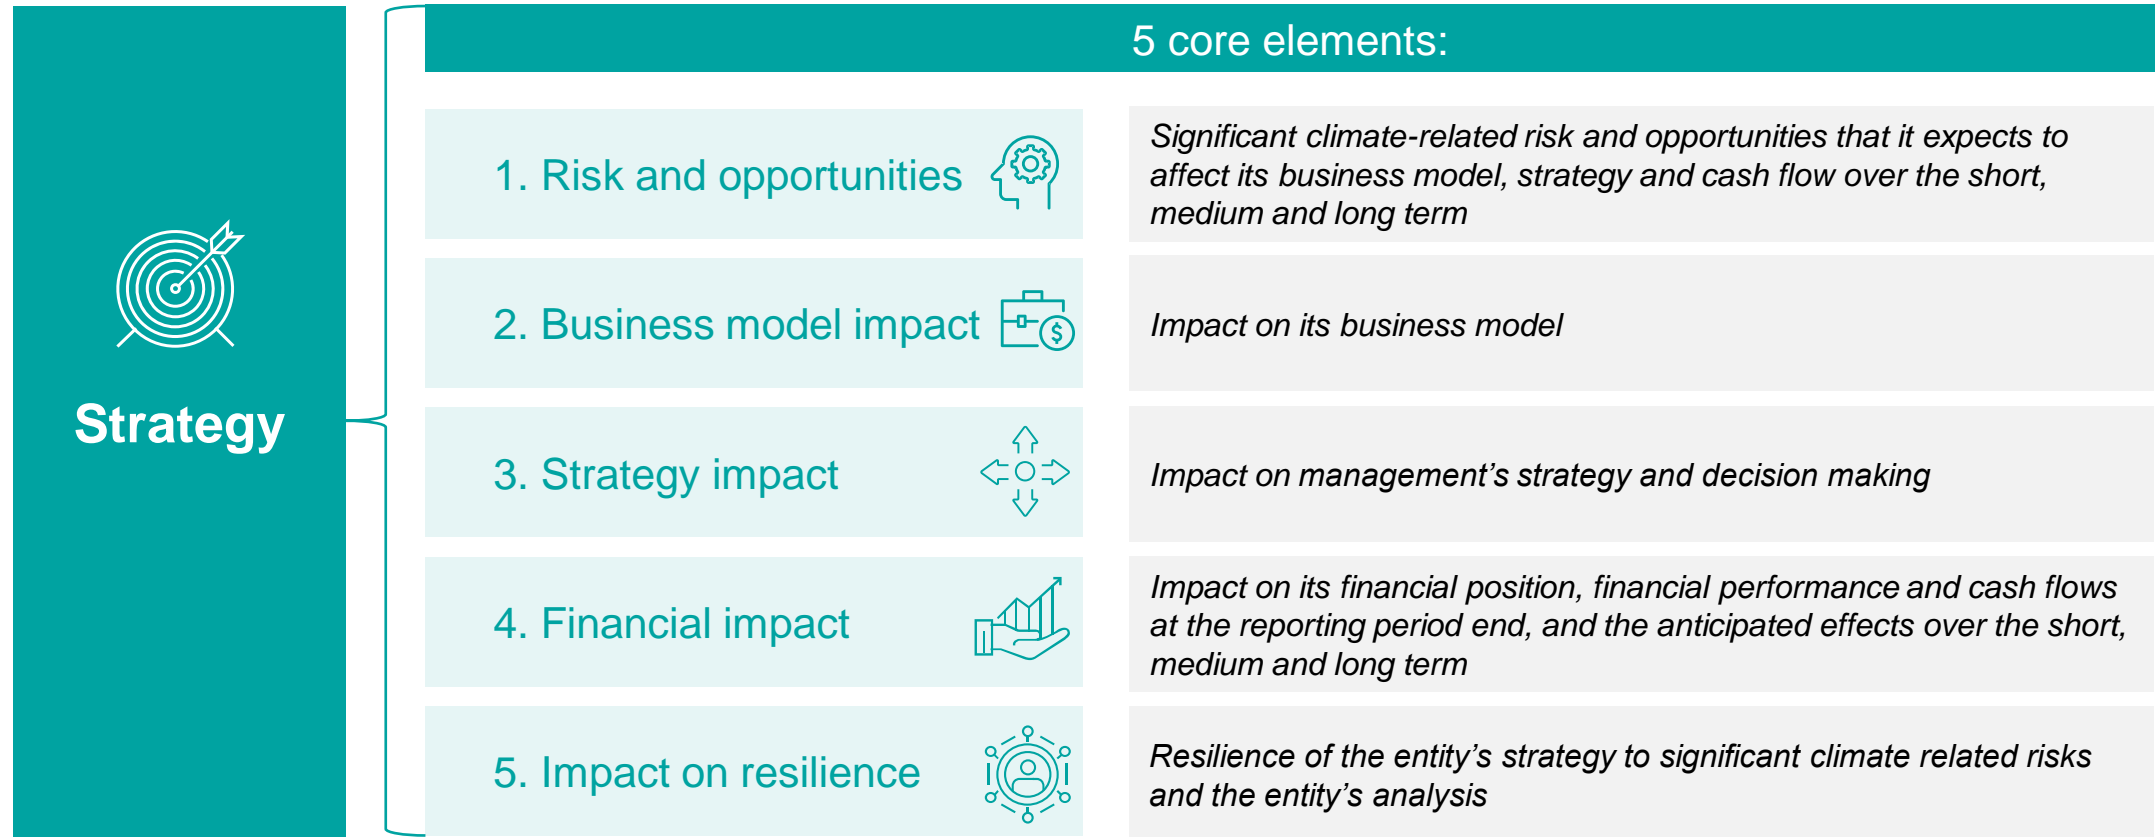 Strategy
5 core elements:
1. Risk and opportunities
Significant climate-related risk and opportunities that it expects to
affect its business model, strategy and cash flow over the short,
medium and long term
2. Business model impact
$
Impact on its business model
3. Strategy impact
Impact on management’s strategy and decision making
4. Financial impact
Impact on its financial position, financial performance and cash flows
at the reporting period end, and the anticipated effects over the short,
medium and long term
5. Impact on resilience
Resilience of the entity’s strategy to significant climate related risks
and the entity’s analysis